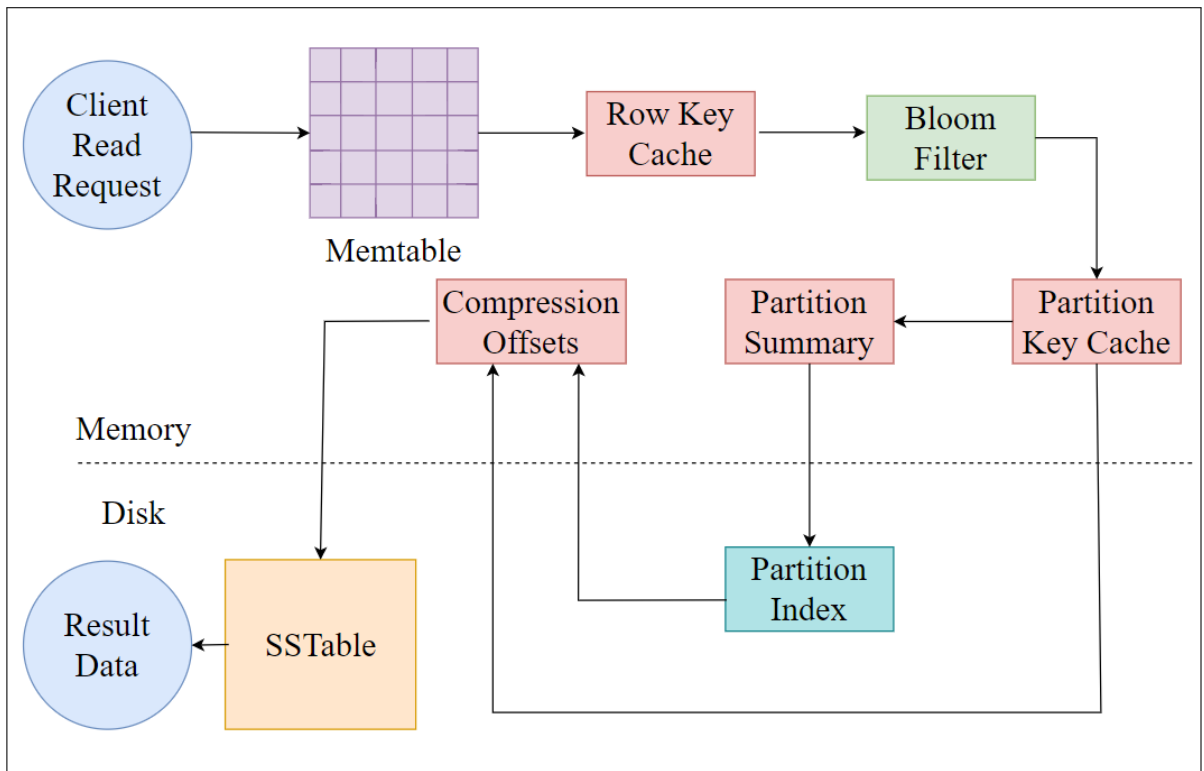 Client
Read
Request
Memtable
Row Key
Cache
Bloom
Filter
Compression
Offsets
Partition
Summary
Partition
Key Cache
Memory
Disk
Result
Data
SSTable
Partition
Index